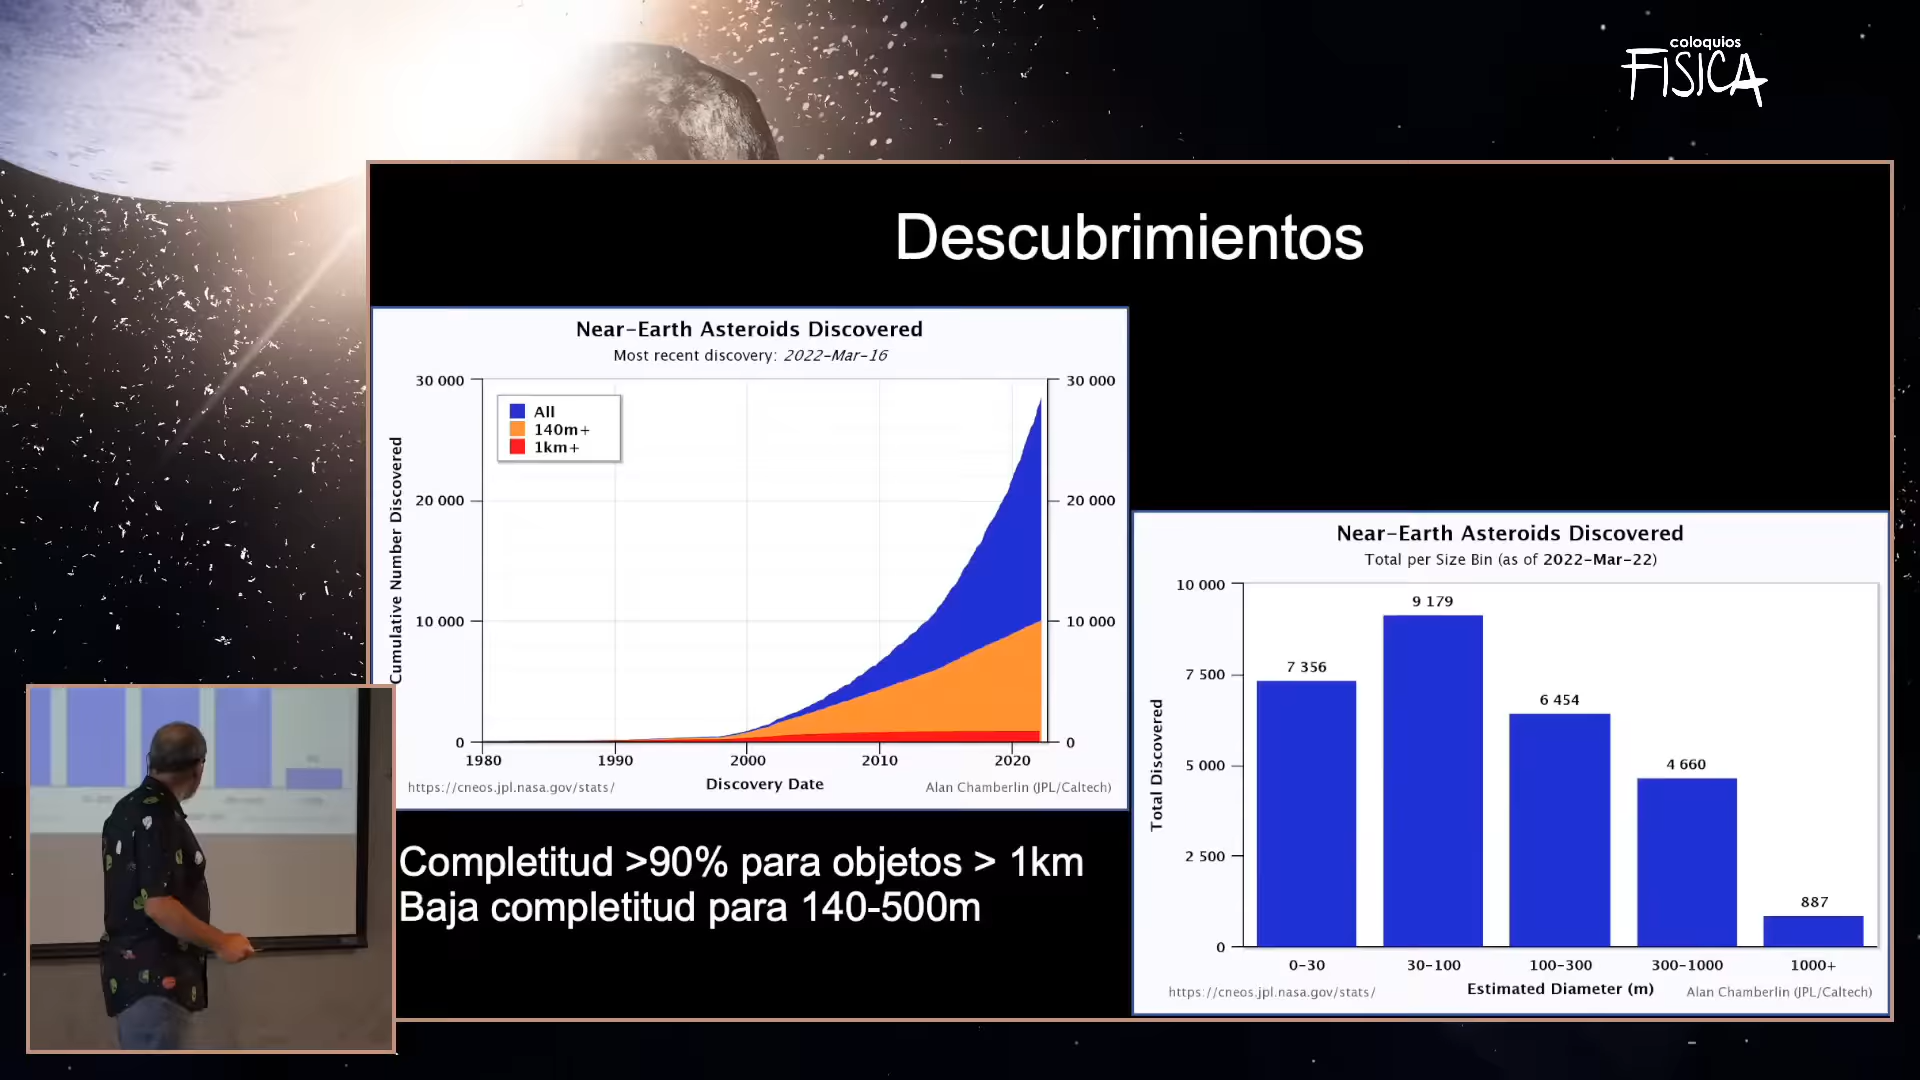 coloquios
FISICA
Descubrimientos
Near-Earth Asteroids Discovered
Most recent discovery: 2022-Mar-16
30 000
30 000
All
140m+
1km+
20 000
20 000
10 000
10 000
0
0
Cumulative Number Discovered
1980
1990
2000
2010
2020
https://cneos.jpl.nasa.gov/stats/
Discovery Date
Alan Chamberlin (JPL/Caltech)
Near-Earth Asteroids Discovered
Total per Size Bin (as of 2022-Mar-22)
10 000
7 500
5 000
2 500
0
Total Discovered
7 356
9 179
6 454
4 660
887
0-30
30-100
100-300
300-1000
1000+
https://cneos.jpl.nasa.gov/stats/
Estimated Diameter (m)
Alan Chamberlin (JPL/Caltech)
Completitud >90% para objetos > 1km
Baja completitud para 140-500m